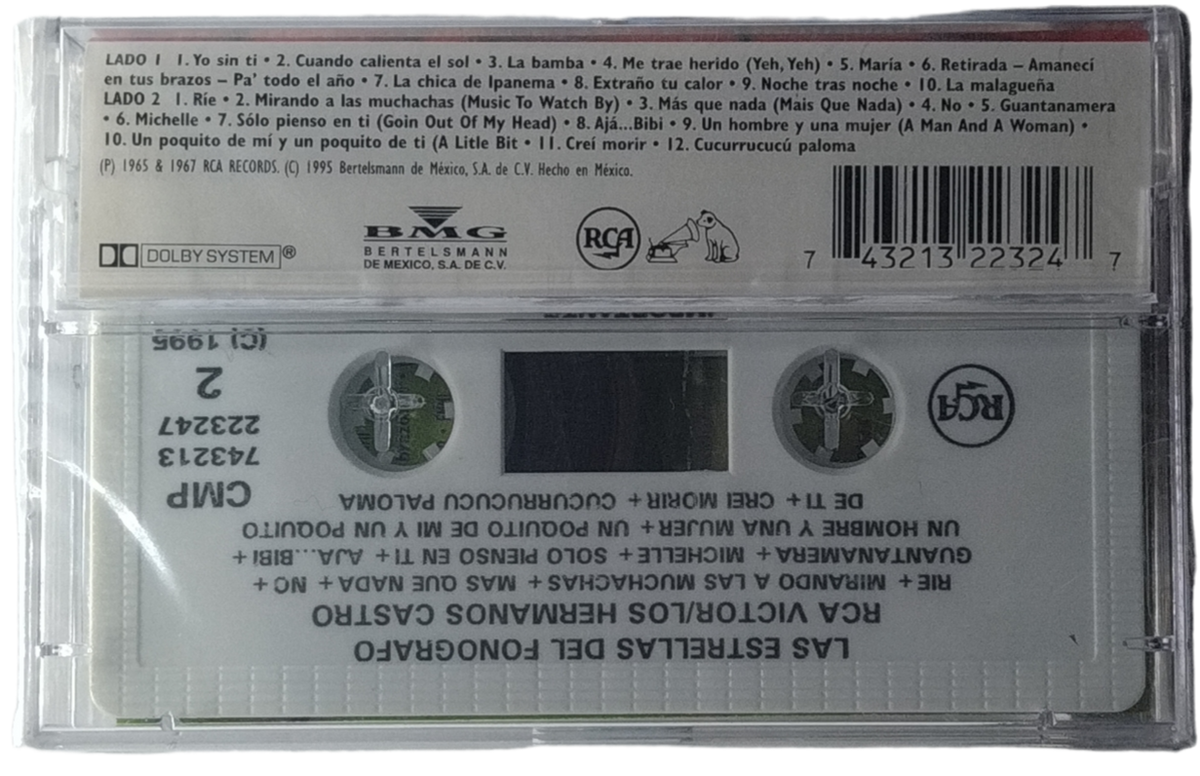 LADO 1 1. Yo sin ti • 2. Cuando calienta el sol • 3. La bamba • 4. Me trae herido (Yeh, Yeh) • 5. María • 6. Retirada – Amanecí
en tus brazos – Pa' todo el año • 7. La chica de Ipanema • 8. Extraño tu calor • 9. Noche tras noche • 10. La malagueña
LADO 2 1. Ríe • 2. Mirando a las muchachas (Music To Watch By) • 3. Más que nada (Mais Que Nada) • 4. No • 5. Guantanamera
• 6. Michelle • 7. Sólo pienso en ti (Goin Out Of My Head) • 8. Ajá...Bibi • 9. Un hombre y una mujer (A Man And A Woman) •
10. Un poquito de mí y un poquito de ti (A Litle Bit • 11. Creí morir • 12. Cucurrucucú paloma
(P) 1965 & 1967 RCA RECORDS. (C) 1995 Bertelsmann de México, S.A. de C.V. Hecho en México.
DOLBY SYSTEM®
BMG
BERTELSMANN
DE MEXICO, S.A. DE C.V.
RCA
7 43213 22324 7
LAS ESTRELLAS DEL FONOGRAFO
RCA VICTOR/LOS HERMANOS CASTRO
RIE + MIRANDO A LAS MUCHACHAS + MAS QUE NADA + NO +
GUANTANAMERA + MICHELLE + SOLO PIENSO EN TI + AJA...BIBI +
UN HOMBRE Y UNA MUJER + UN POQUITO DE MI Y UN POQUITO
DE TI + CREI MORIR + CUCURRUCUCU PALOMA
RCA
CMP
743213
223247
2
(C) 1995